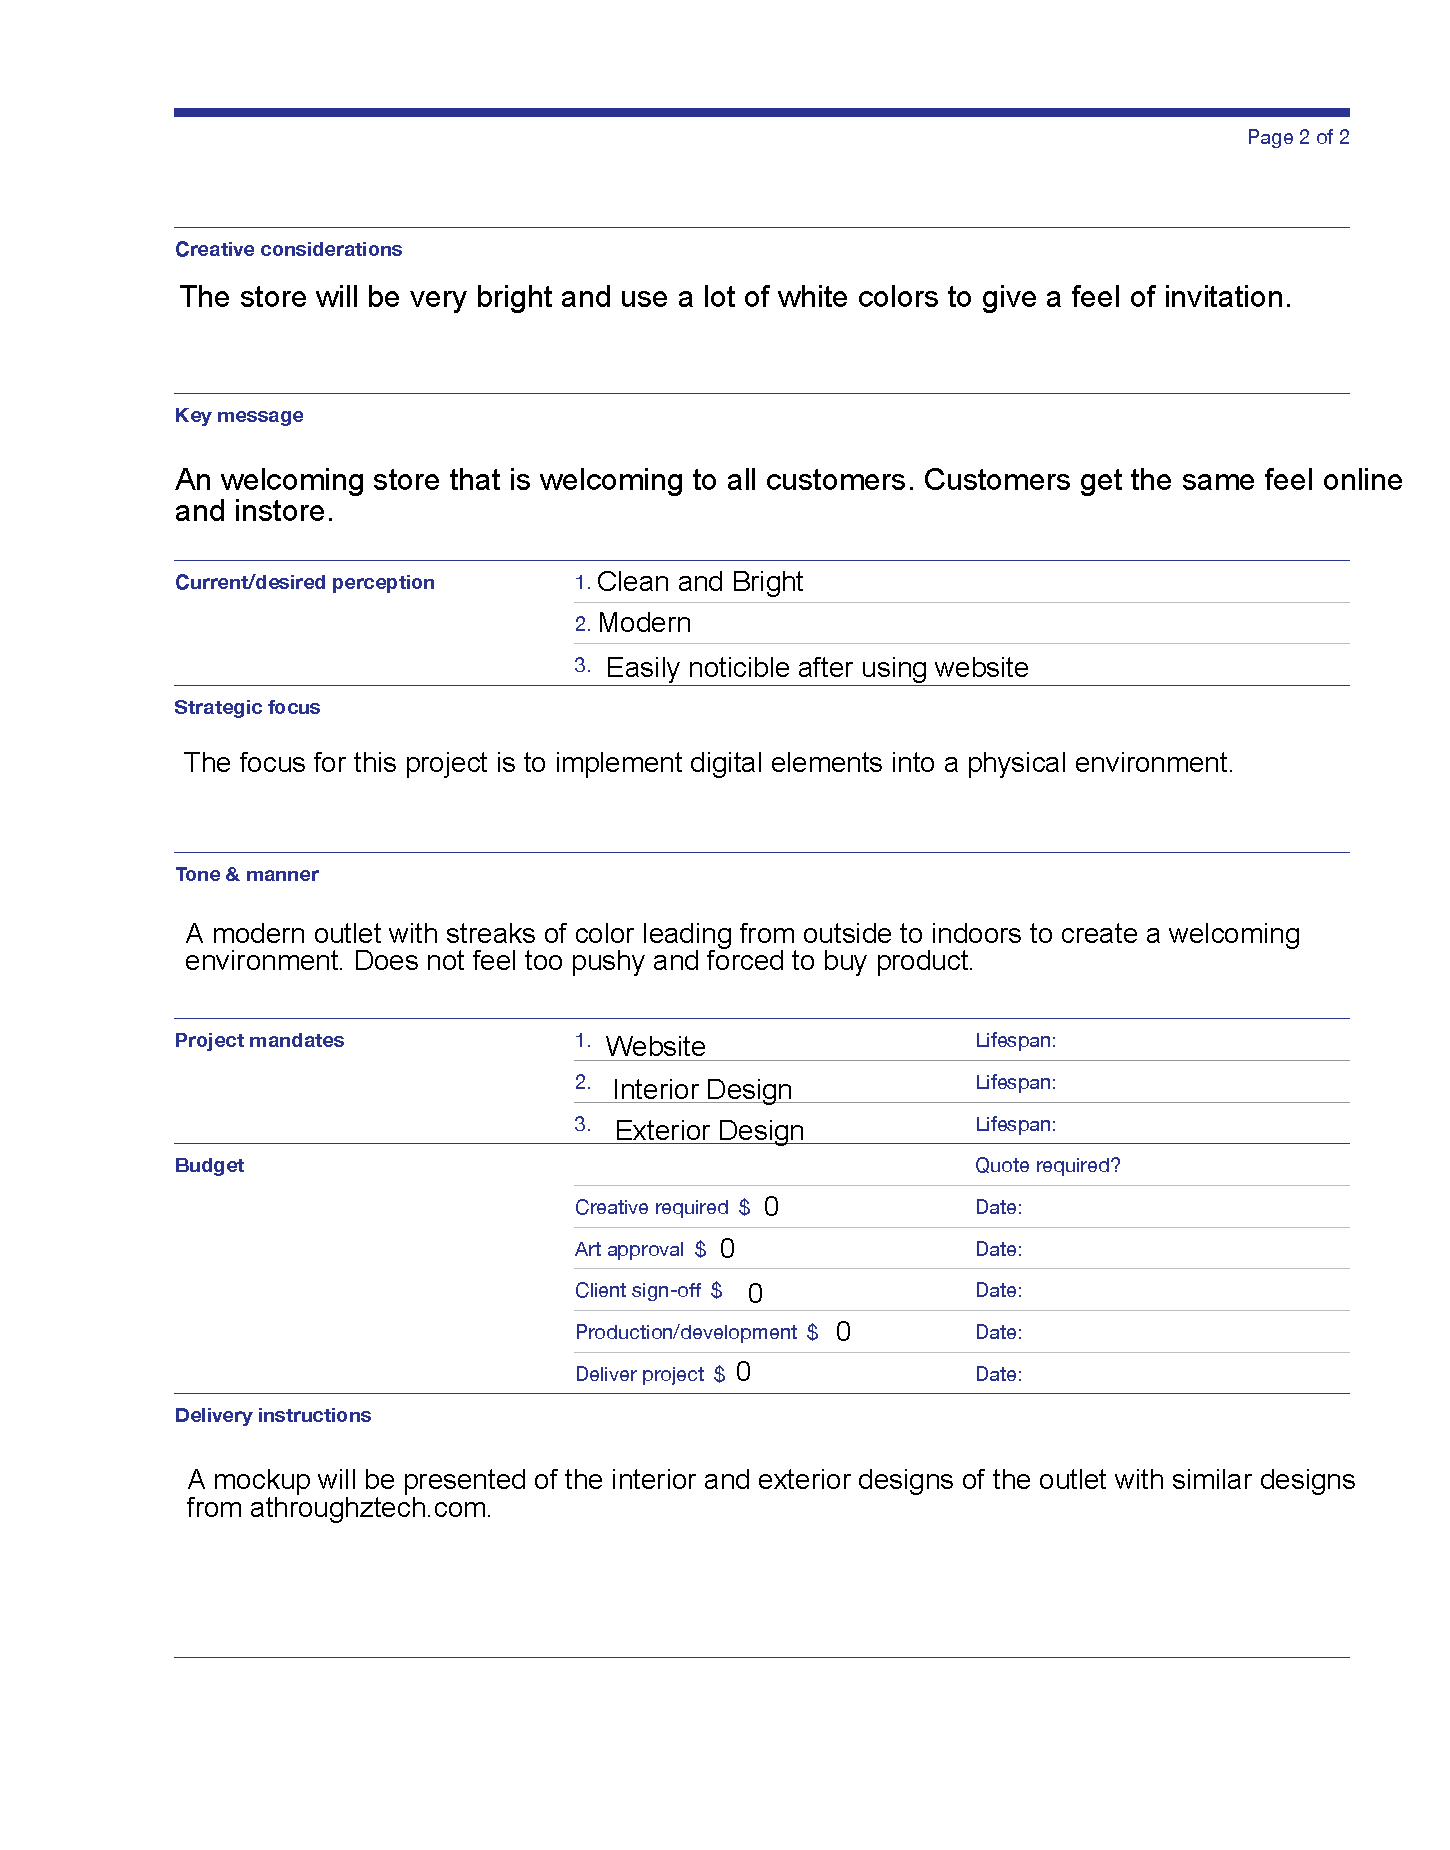 Page 2 of 2
Creative considerations
The store will be very bright and use a lot of white colors to give a feel of invitation.
Key message
An welcoming store that is welcoming to all customers. Customers get the same feel online
and instore.
Current/desired perception 1. Clean and Bright
2. Modern
3. Easily noticible after using website
Strategic focus
The focus for this project is to implement digital elements into a physical environment.
Tone & manner
A modern outlet with streaks of color leading from outside to indoors to create a welcoming
environment. Does not feel too pushy and forced to buy product.
Project mandates 1. Website Lifespan:
2. Interior Design Lifespan:
3. Exterior Design Lifespan:
Budget Quote required?
Creative required $ 0 Date:
Art approval $ 0 Date:
Client sign-off $ 0 Date:
Production/development $ 0 Date:
Deliver project $ 0 Date:
Delivery instructions
A mockup will be presented of the interior and exterior designs of the outlet with similar designs
from athroughztech.com.